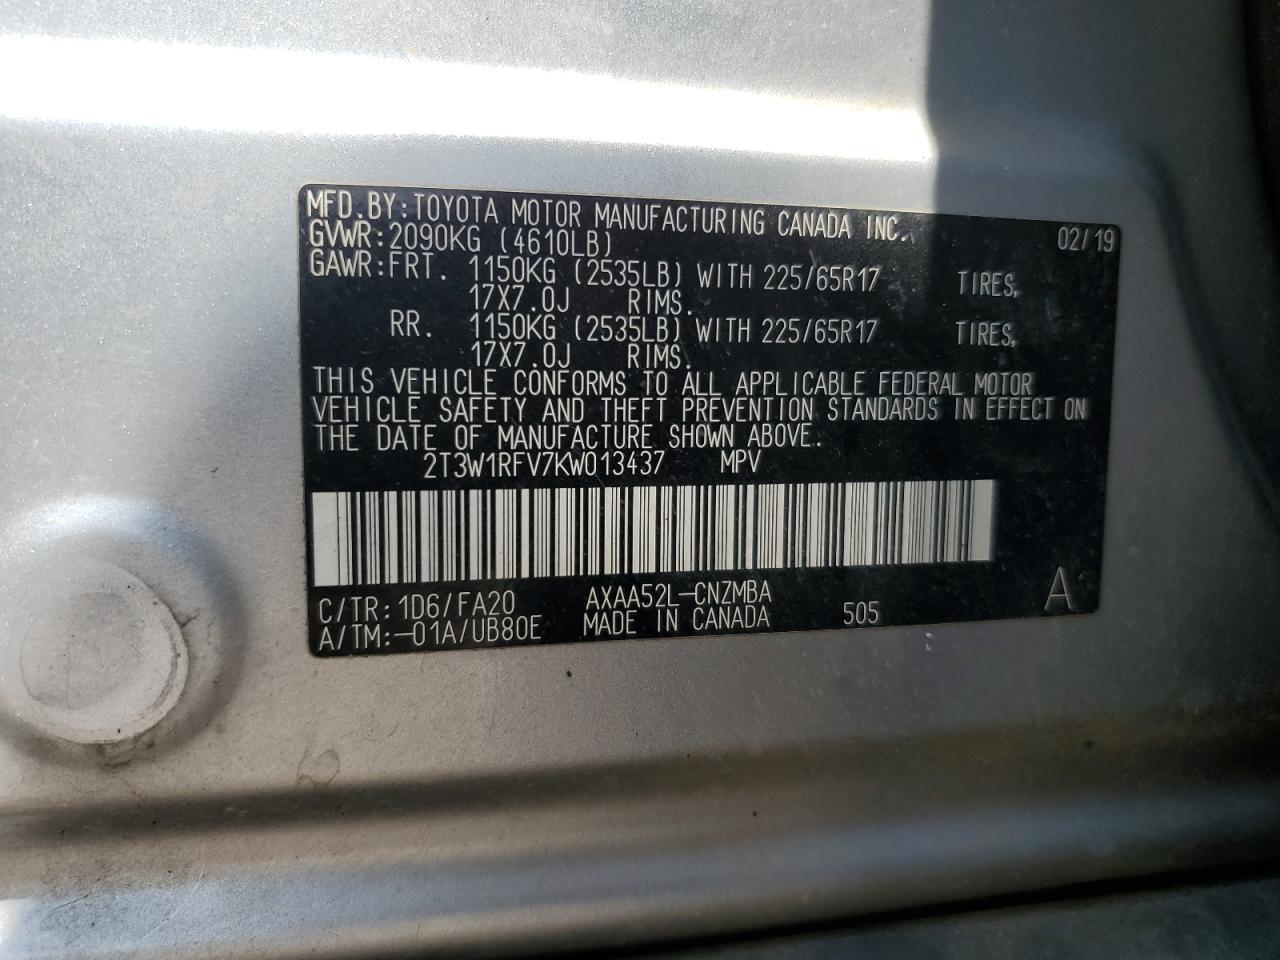 MFD.BY:TOYOTA MOTOR MANUFACTURING CANADA INC. 02/19
GVWR:2090KG (4610LB)
GAWR:FRT. 1150KG (2535LB) WITH 225/65R17 TIRES,
17X7.0J RIMS.
RR. 1150KG (2535LB) WITH 225/65R17 TIRES,
17X7.0J RIMS.
THIS VEHICLE CONFORMS TO ALL APPLICABLE FEDERAL MOTOR
VEHICLE SAFETY AND THEFT PREVENTION STANDARDS IN EFFECT ON
THE DATE OF MANUFACTURE SHOWN ABOVE.
2T3W1RFV7KW013437 MPV
C/TR:1D6/FA20 AXAA52L-CNZMBA A
A/TM:-01A/UB80E MADE IN CANADA 505